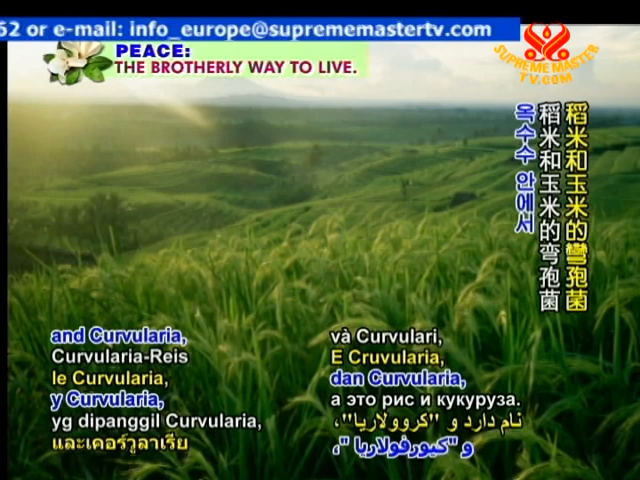 52 or e-mail: info_europe@suprememastertv.com
PEACE:
THE BROTHERLY WAY TO LIVE.
SUPREME MASTER
TV.COM
稻米和玉米的彎孢菌
稻米和玉米的弯孢菌
옥수수 안에서
and Curvularia,
Curvularia-Reis
le Curvularia,
y Curvularia,
yg dipanggil Curvularia,
และเคอร์วูลาเรีย
và Curvulari,
E Cruvularia,
dan Curvularia,
а это рис и кукуруза.
نام دارد و "کروولاریا"،
و "كيورفولاريا "،